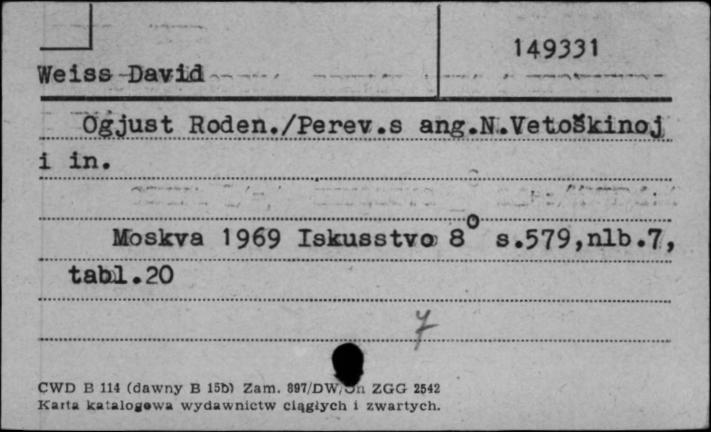 149331
Weiss David
Ogjust Roden./Perev.s ang.N.Vetoškinoj
i in.
Moskva 1969 Iskusstvo 8° s.579,nlb.7,
tabl.20
7
CWD B 114 (dawny B 15b) Zam. 897/DW/ ZGG 2542
Karta katalogowa wydawnictw ciągłych i zwartych.